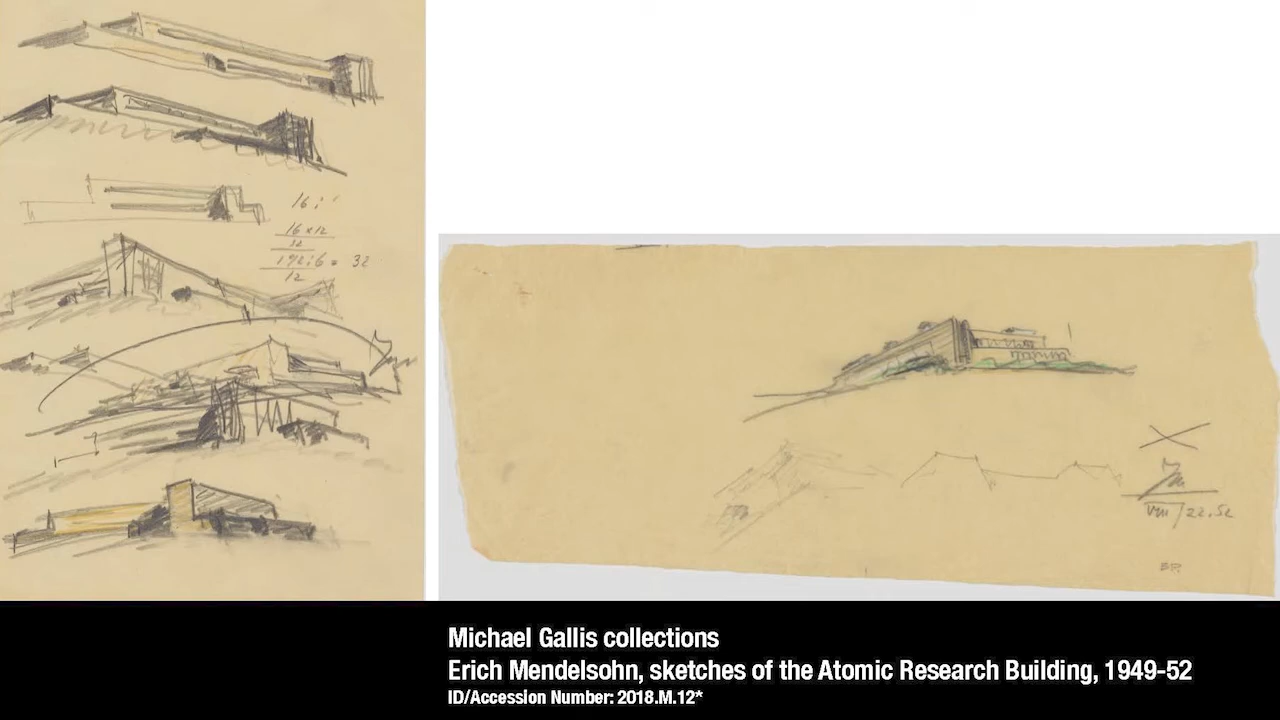 16 :
16 x 12
12
192 : 6 = 32
12
VIII / 22.52
EP.
Michael Gallis collections
Erich Mendelsohn, sketches of the Atomic Research Building, 1949-52
ID/Accession Number: 2018.M.12*